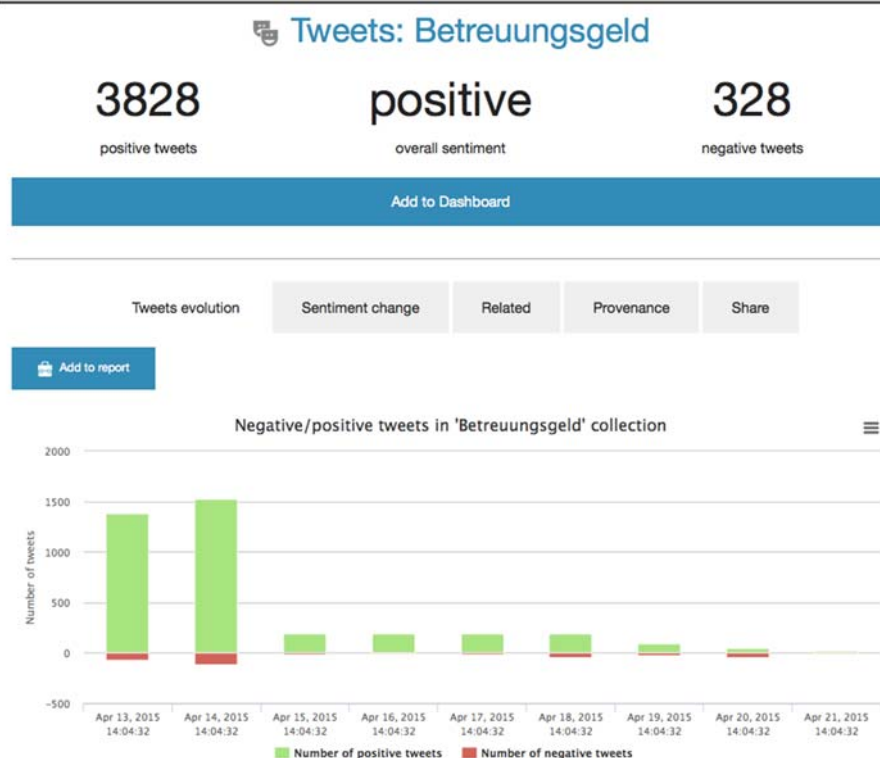 Tweets: Betreuungsgeld
3828 positive 328
positive tweets overall sentiment negative tweets
Add to Dashboard
Tweets evolution Sentiment change Related Provenance Share
Add to report
Negative/positive tweets in 'Betreuungsgeld' collection
Number of tweets
2000
1500
1000
500
0
-500
Apr 13, 2015 Apr 14, 2015 Apr 15, 2015 Apr 16, 2015 Apr 17, 2015 Apr 18, 2015 Apr 19, 2015 Apr 20, 2015 Apr 21, 2015
14:04:32 14:04:32 14:04:32 14:04:32 14:04:32 14:04:32 14:04:32 14:04:32 14:04:32
Number of positive tweets Number of negative tweets